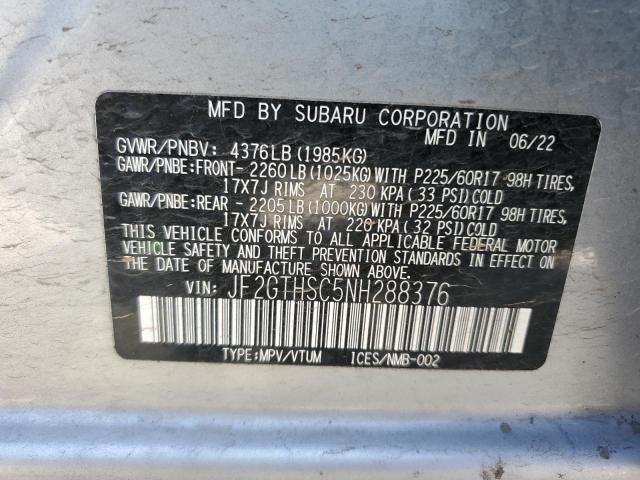 MFD BY SUBARU CORPORATION
MFD IN 06/22
GVWR/PNBV: 4376LB(1985KG)
GAWR/PNBE:FRONT- 2260LB(1025KG)WITH P225/60R17 98H TIRES,
17X7J RIMS AT 230 KPA(33 PSI)COLD
GAWR/PNBE:REAR - 2205LB(1000KG)WITH P225/60R17 98H TIRES,
17X7J RIMS AT 220 KPA(32 PSI)COLD
THIS VEHICLE CONFORMS TO ALL APPLICABLE FEDERAL MOTOR
VEHICLE SAFETY AND THEFT PREVENTION STANDARDS IN EFFECT ON
THE DATE OF MANUFACTURE SHOWN ABOVE.
VIN: JF2GTHSC5NH288376
TYPE:MPV/VTUM ICES/NMB-002